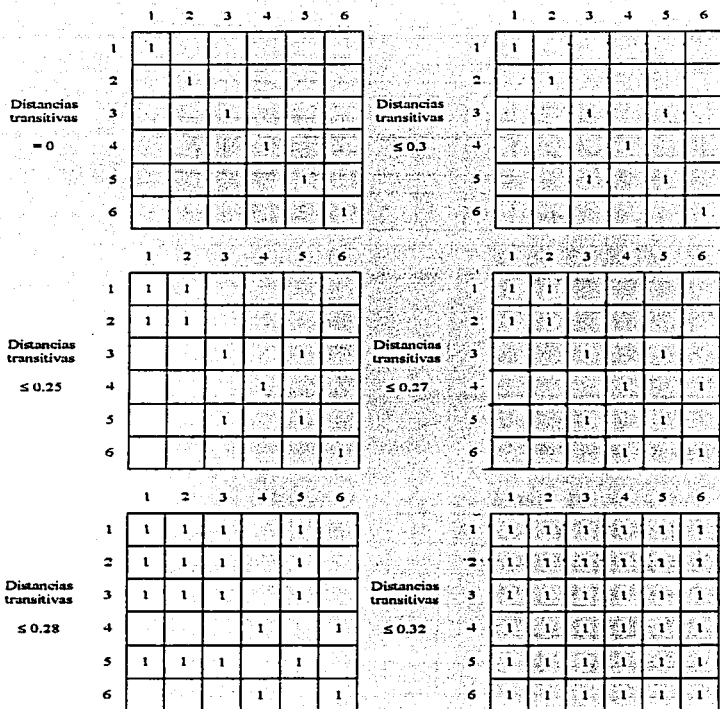 1 2 3 4 5 6
1 1
2 1
3 1
4 1
5 1
6 1
Distancias
transitivas
= 0
1 2 3 4 5 6
1 1
2 1
3 1 1
4 1
5 1 1
6 1
Distancias
transitivas
≤ 0.3
1 2 3 4 5 6
1 1 1
2 1 1
3 1 1
4 1
5 1 1
6 1
Distancias
transitivas
≤ 0.25
1 2 3 4 5 6
1 1 1
2 1 1
3 1 1
4 1 1
5 1 1
6 1 1
Distancias
transitivas
≤ 0.27
1 2 3 4 5 6
1 1 1 1 1
2 1 1 1 1
3 1 1 1 1
4 1 1
5 1 1 1 1
6 1 1
Distancias
transitivas
≤ 0.28
1 2 3 4 5 6
1 1 1 1 1 1 1
2 1 1 1 1 1 1
3 1 1 1 1 1 1
4 1 1 1 1 1 1
5 1 1 1 1 1 1
6 1 1 1 1 1 1
Distancias
transitivas
≤ 0.32